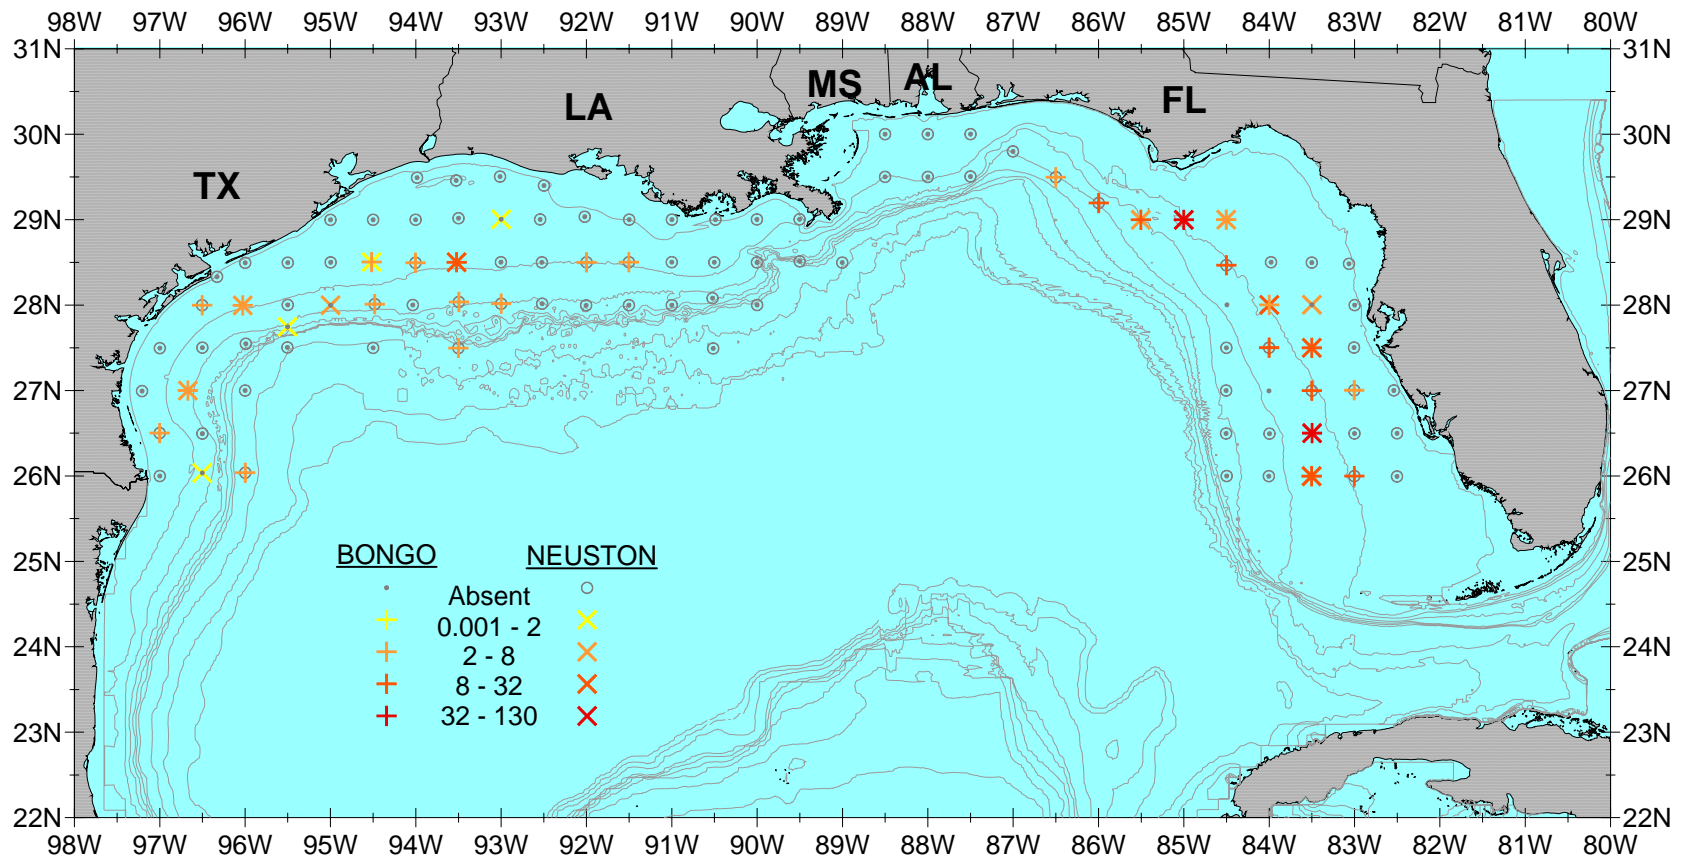 98W 97W 96W 95W 94W 93W 92W 91W 90W 89W 88W 87W 86W 85W 84W 83W 82W 81W 80W
31N 31N
MS AL
LA FL
30N 30N
TX
29N 29N
28N 28N
27N 27N
26N 26N
BONGO NEUSTON
25N 25N
Absent
0.001 - 2
24N 24N
2 - 8
8 - 32
32 - 130
23N 23N
22N 22N
98W 97W 96W 95W 94W 93W 92W 91W 90W 89W 88W 87W 86W 85W 84W 83W 82W 81W 80W